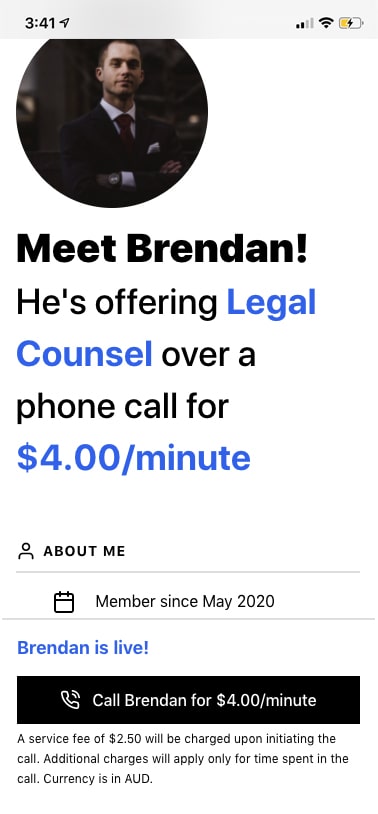 3:41
Meet Brendan!
He's offering Legal
Counsel over a
phone call for
$4.00/minute
ABOUT ME
Member since May 2020
Brendan is live!
Call Brendan for $4.00/minute
A service fee of $2.50 will be charged upon initiating the
call. Additional charges will apply only for time spent in the
call. Currency is in AUD.